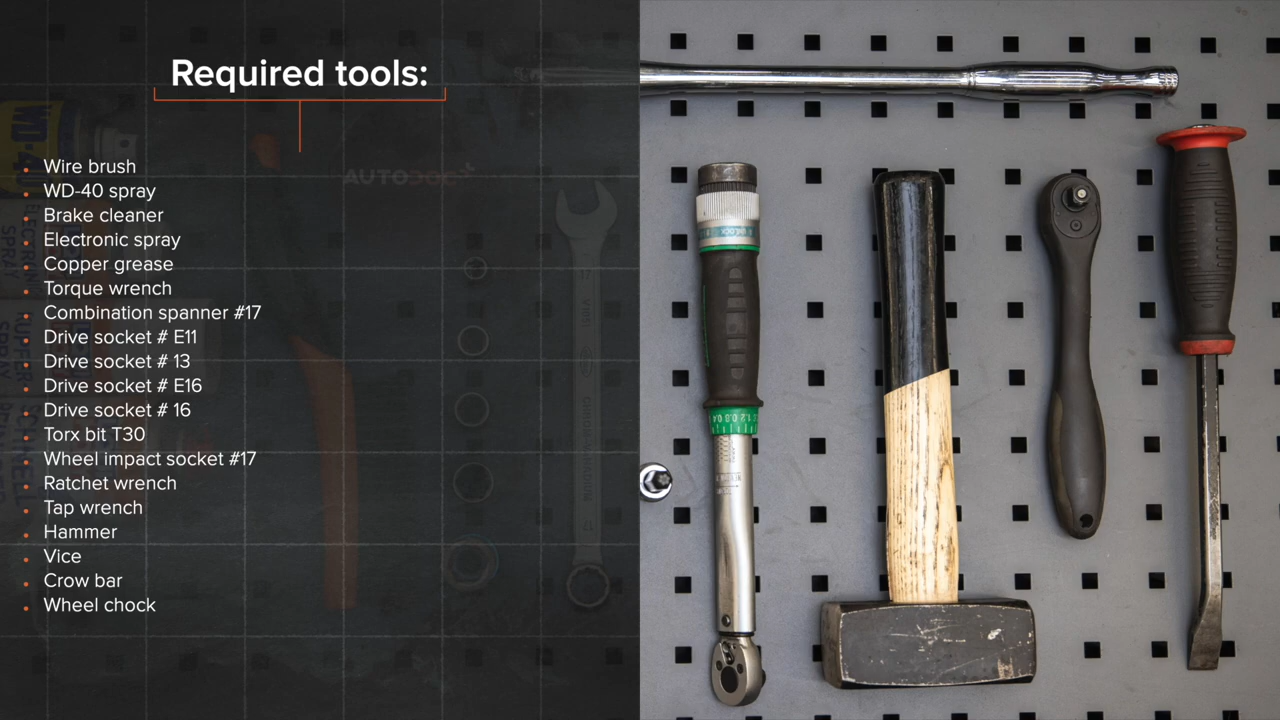 Required tools:
AUTODOC
Wire brush
WD-40 spray
Brake cleaner
Electronic spray
Copper grease
Torque wrench
Combination spanner #17
Drive socket # E11
Drive socket # 13
Drive socket # E16
Drive socket # 16
Torx bit T30
Wheel impact socket #17
Ratchet wrench
Tap wrench
Hammer
Vice
Crow bar
Wheel chock